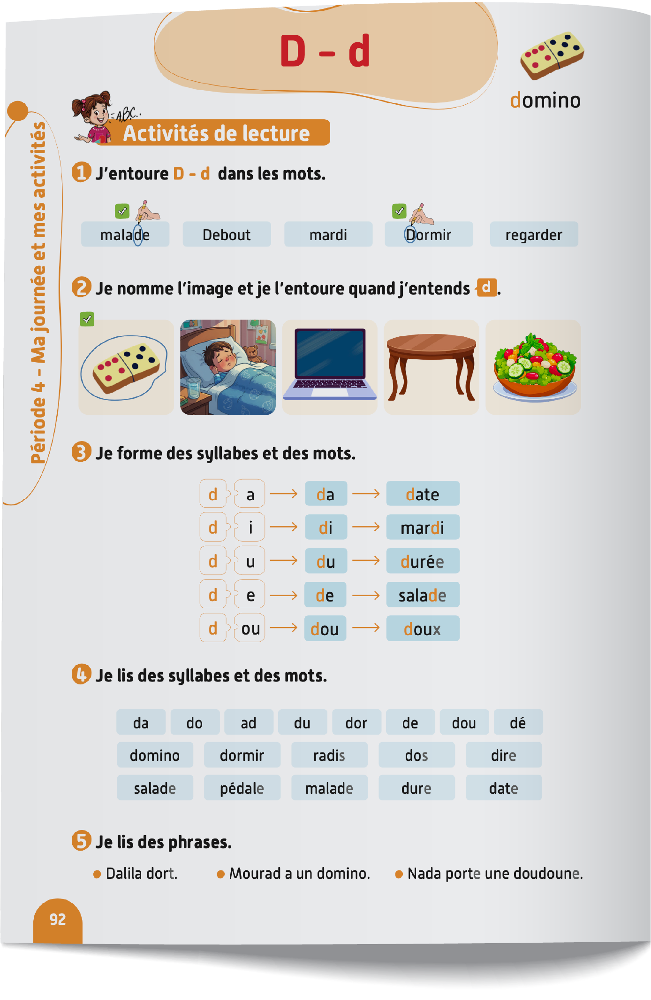 D - d
domino
A.B.C..
Activités de lecture
Période 4 - Ma journée et mes activités
1 J'entoure D - d dans les mots.
malade Debout mardi Dormir regarder
2 Je nomme l'image et je l'entoure quand j'entends d.
3 Je forme des syllabes et des mots.
d a da date
d i di mardi
d u du durée
d e de salade
d ou dou doux
4 Je lis des syllabes et des mots.
da do ad du dor de dou dé
domino dormir radis dos dire
salade pédale malade dure date
5 Je lis des phrases.
• Dalila dort. • Mourad a un domino. • Nada porte une doudoune.
92